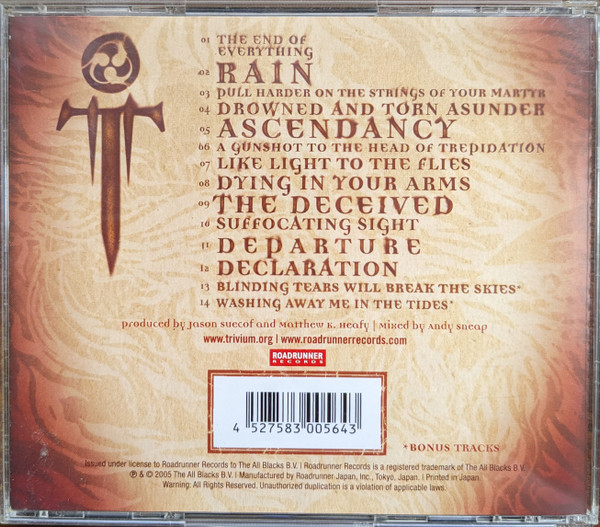 01 THE END OF
EVERYTHING
02 RAIN
03 PULL HARDER ON THE STRINGS OF YOUR MARTYR
04 DROWNED AND TORN ASUNDER
05 ASCENDANCY
06 A GUNSHOT TO THE HEAD OF TREPIDATION
07 LIKE LIGHT TO THE FLIES
08 DYING IN YOUR ARMS
09 THE DECEIVED
10 SUFFOCATING SIGHT
11 DEPARTURE
12 DECLARATION
13 BLINDING TEARS WILL BREAK THE SKIES*
14 WASHING AWAY ME IN THE TIDES*
produced by Jason Suecof and Matthew K. Heafy | Mixed by Andy Sneap
www.trivium.org | www.roadrunnerrecords.com
ROADRUNNER
RECORDS
4 527583 005643
*BONUS TRACKS
Issued under license to Roadrunner Records to The All Blacks B.V. | Roadrunner Records is a registered trademark of The All Blacks B.V.
℗ & © 2005 The All Blacks B.V. | Manufactured by Roadrunner Japan, Inc., Tokyo, Japan. | Printed in Japan.
Warning: All Rights Reserved. Unauthorized duplication is a violation of applicable laws.